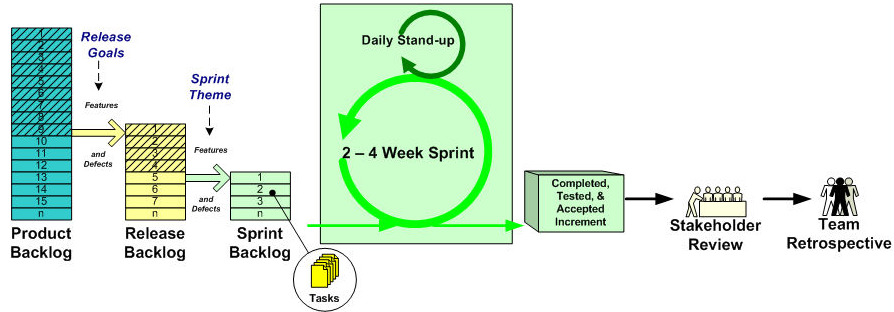 Release
Goals
Features
and
Defects
1
2
3
4
5
6
7
8
9
10
11
12
13
14
15
n
Product
Backlog
Sprint
Theme
Features
and
Defects
1
2
3
4
5
6
7
n
Release
Backlog
1
2
3
n
Sprint
Backlog
Tasks
Daily Stand-up
2 – 4 Week Sprint
Completed,
Tested, &
Accepted
Increment
Stakeholder
Review
Team
Retrospective